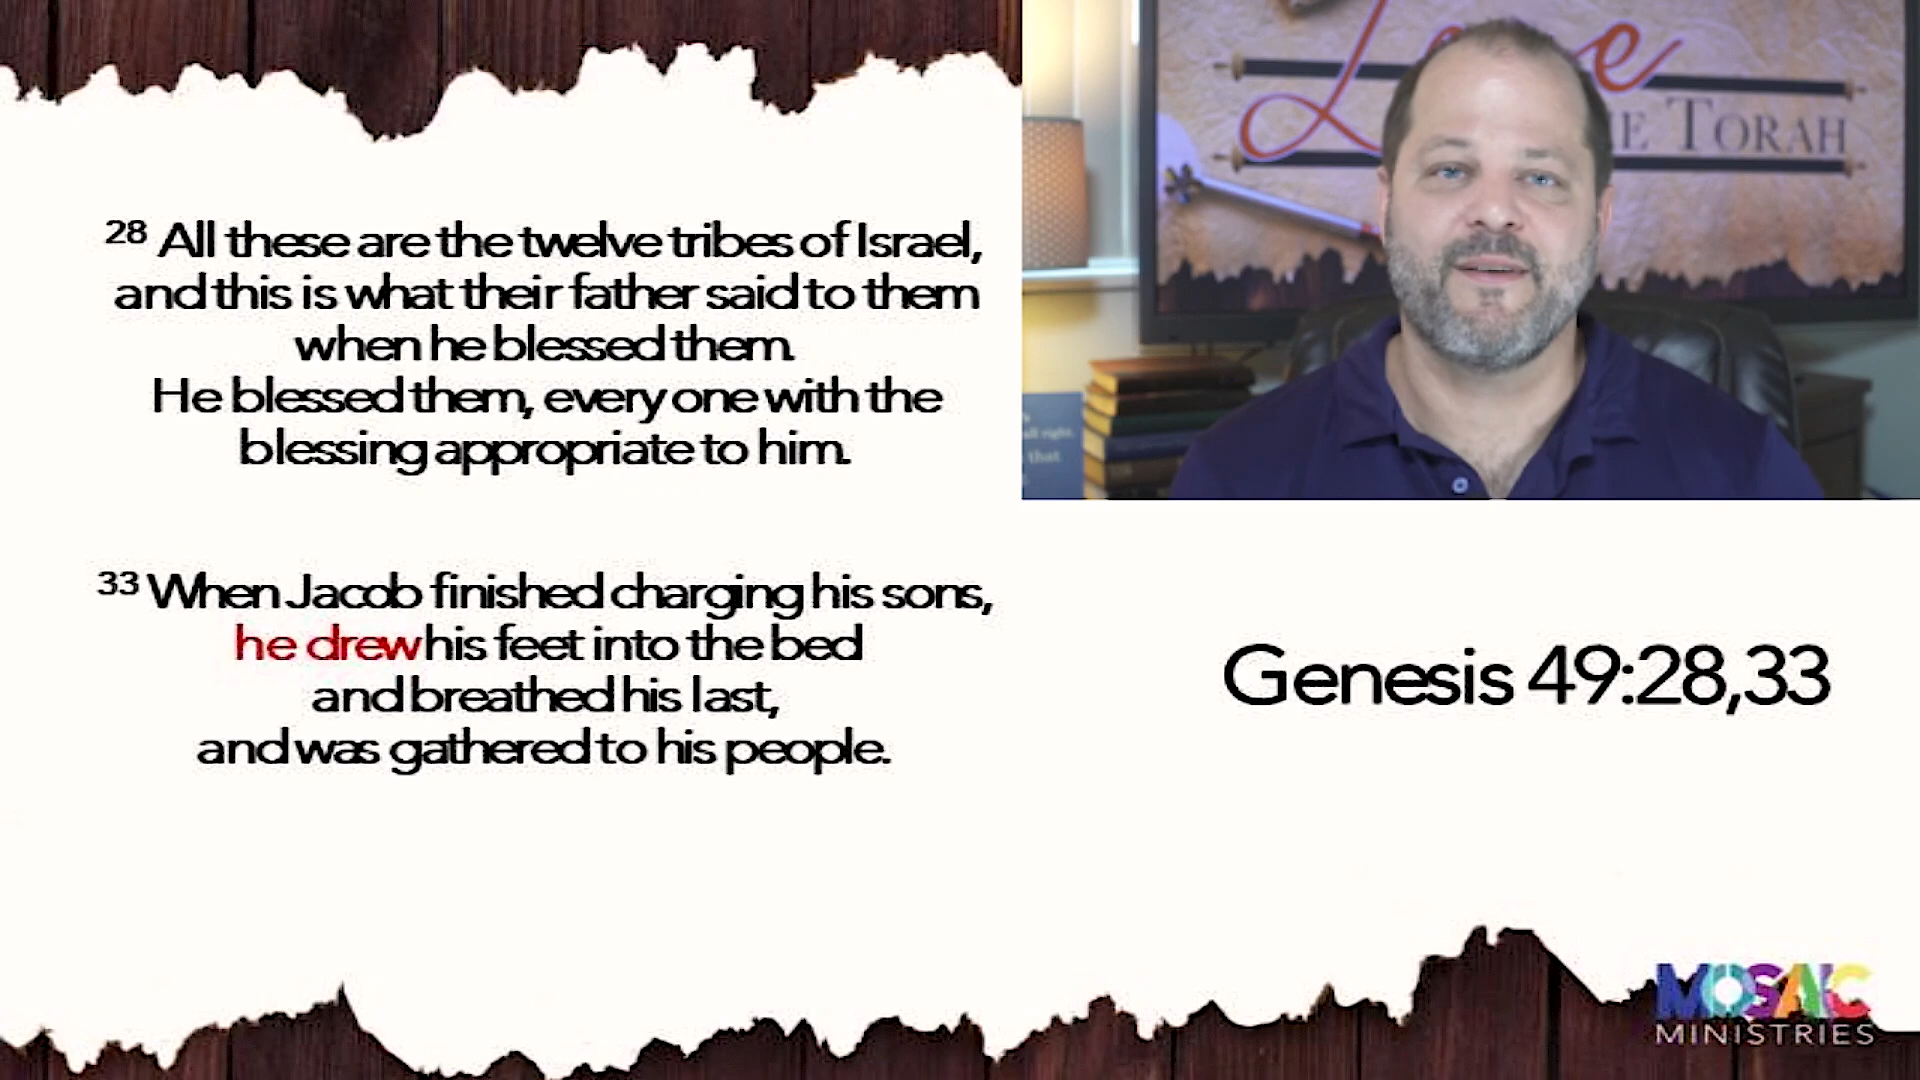 28 All these are the twelve tribes of Israel,
and this is what their father said to them
when he blessed them.
He blessed them, every one with the
blessing appropriate to him.
33 When Jacob finished charging his sons,
he drew his feet into the bed
and breathed his last,
and was gathered to his people.
TORAH
all right.
that
Genesis 49:28,33
MOSAIC
MINISTRIES